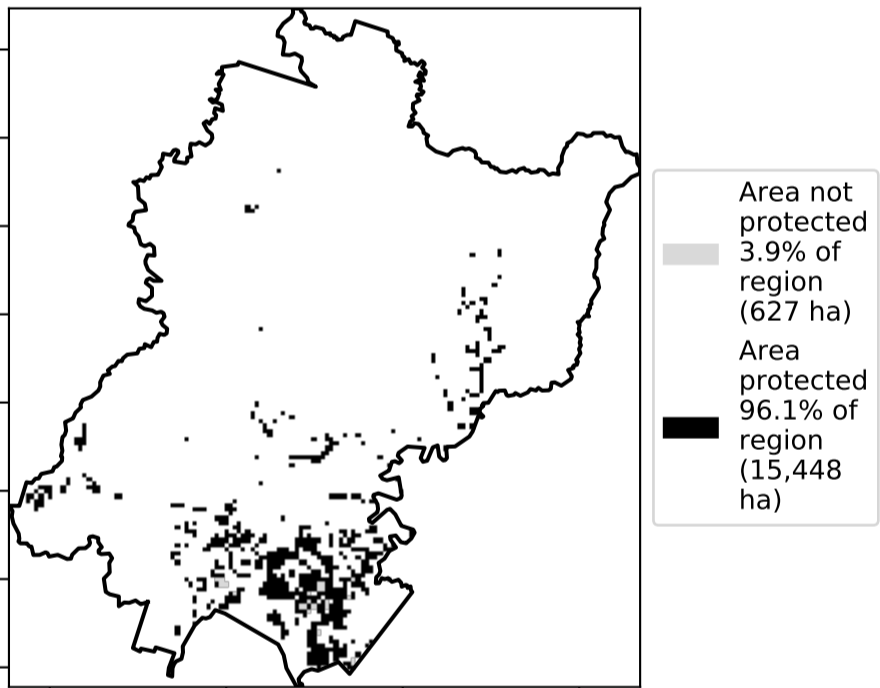 Area not
protected
3.9% of
region
(627 ha)
Area
protected
96.1% of
region
(15,448
ha)